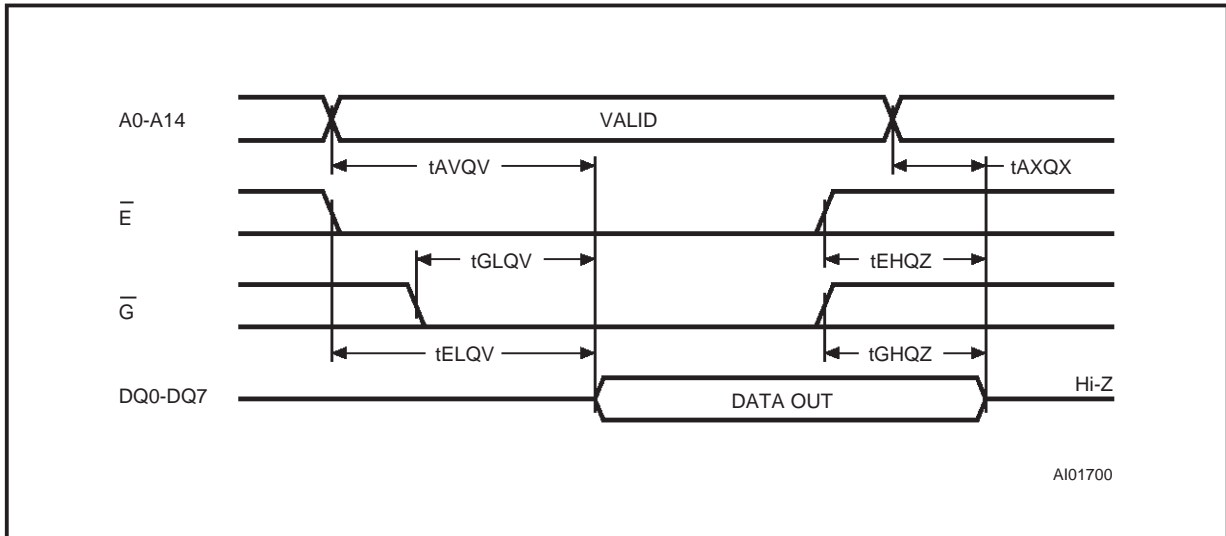 A0-A14
VALID
tAVQV
tAXQX
E̅
tGLQV
tEHQZ
G̅
tELQV
tGHQZ
DQ0-DQ7
DATA OUT
Hi-Z
AI01700